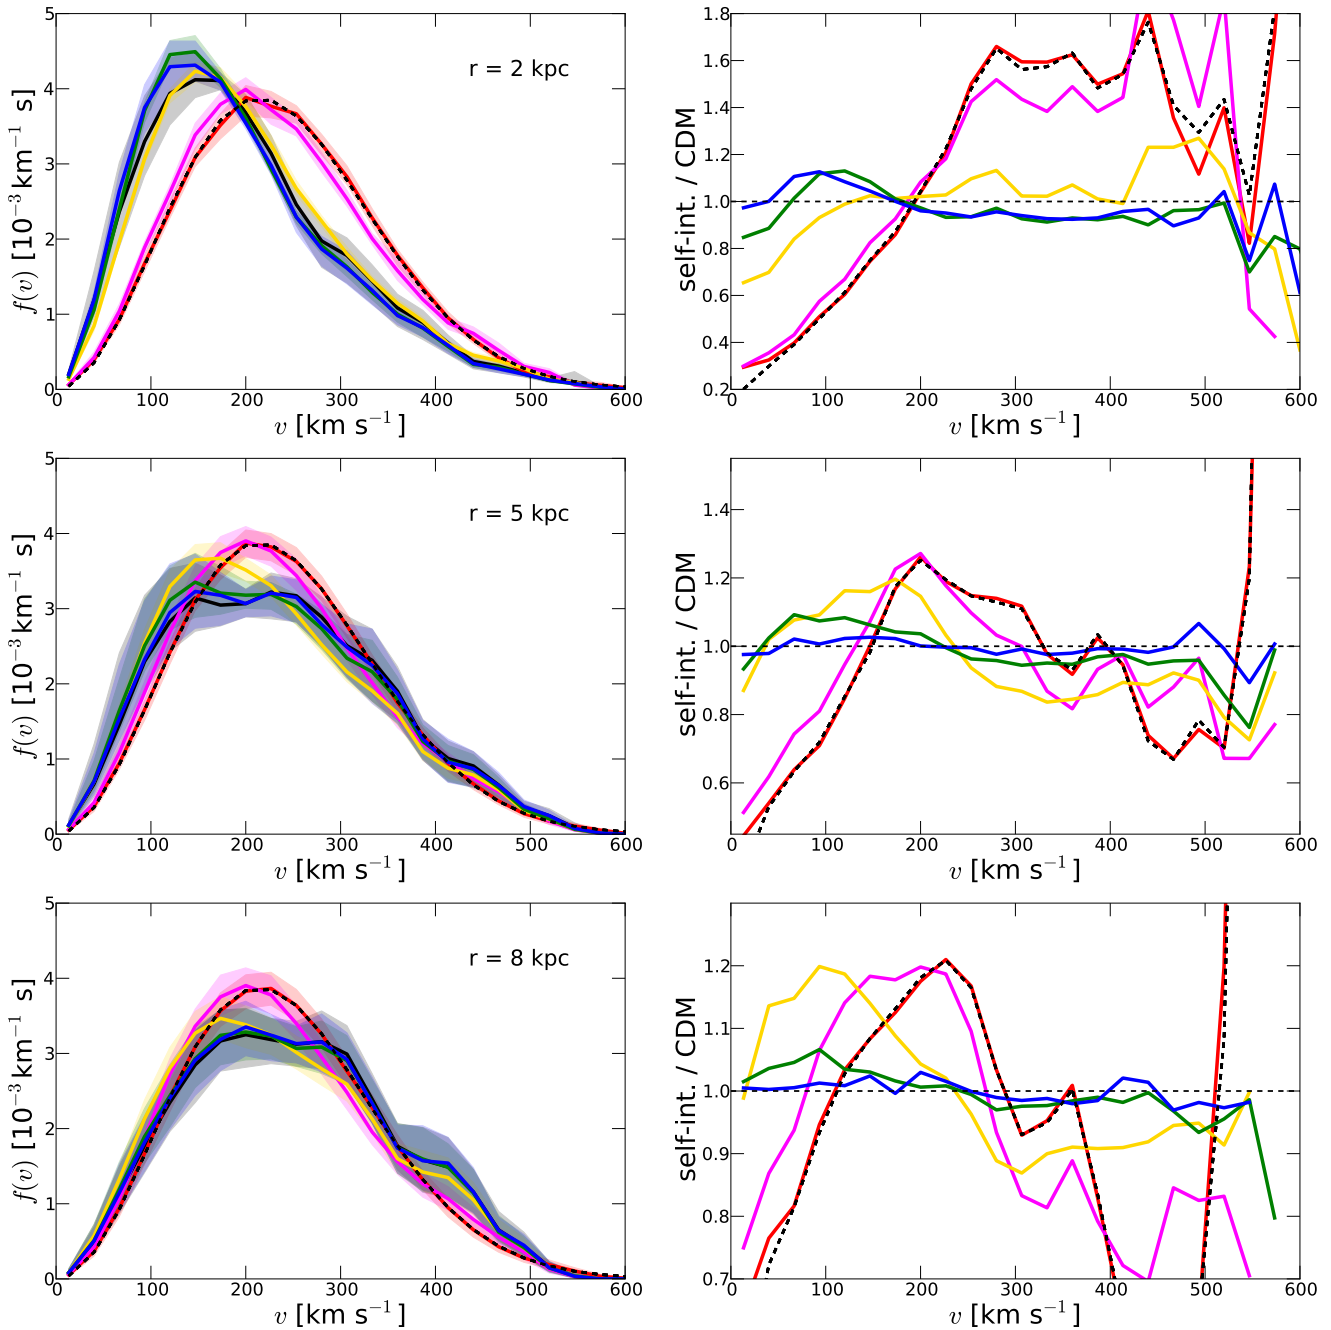 r = 2 kpc
f(v) [10⁻³ km⁻¹ s]
5
4
3
2
1
0
0 100 200 300 400 500 600
v [km s⁻¹]
self-int. / CDM
1.8
1.6
1.4
1.2
1.0
0.8
0.6
0.4
0.2
0 100 200 300 400 500 600
v [km s⁻¹]
r = 5 kpc
f(v) [10⁻³ km⁻¹ s]
5
4
3
2
1
0
0 100 200 300 400 500 600
v [km s⁻¹]
self-int. / CDM
1.4
1.2
1.0
0.8
0.6
0 100 200 300 400 500 600
v [km s⁻¹]
r = 8 kpc
f(v) [10⁻³ km⁻¹ s]
5
4
3
2
1
0
0 100 200 300 400 500 600
v [km s⁻¹]
self-int. / CDM
1.2
1.1
1.0
0.9
0.8
0.7
0 100 200 300 400 500 600
v [km s⁻¹]